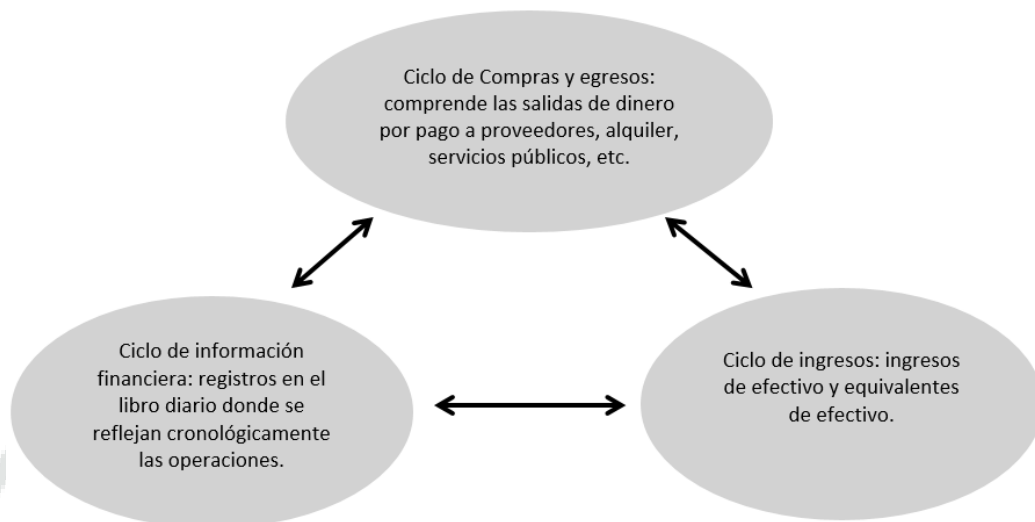 Ciclo de Compras y egresos:
comprende las salidas de dinero
por pago a proveedores, alquiler,
servicios públicos, etc.
Ciclo de información
financiera: registros en el
libro diario donde se
reflejan cronológicamente
las operaciones.
Ciclo de ingresos: ingresos
de efectivo y equivalentes
de efectivo.